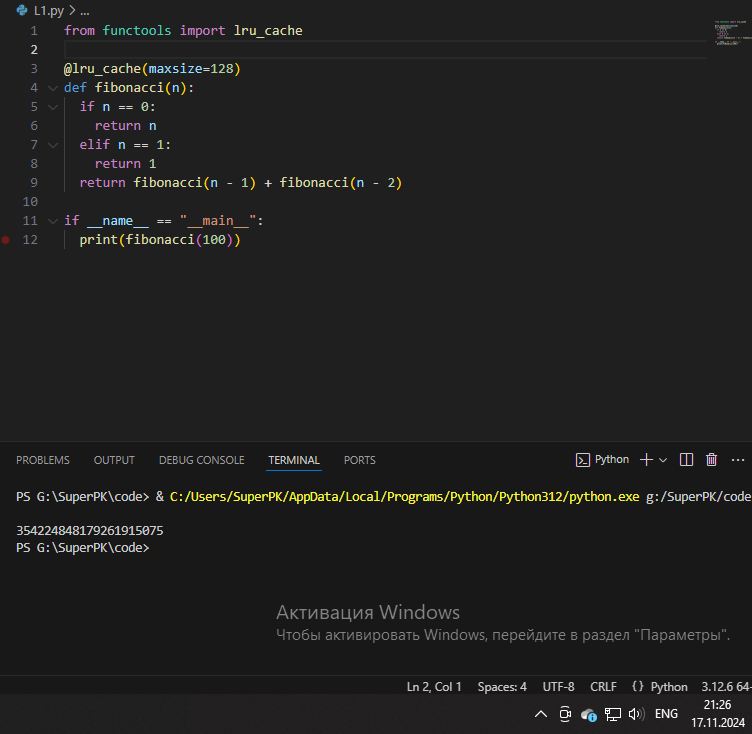 L1.py > ...
1 from functools import lru_cache
2
3 @lru_cache(maxsize=128)
4 def fibonacci(n):
5 if n == 0:
6 return n
7 elif n == 1:
8 return 1
9 return fibonacci(n - 1) + fibonacci(n - 2)
10
11 if __name__ == "__main__":
12 print(fibonacci(100))
PROBLEMS OUTPUT DEBUG CONSOLE TERMINAL PORTS Python
PS G:\SuperPK\code> & C:/Users/SuperPK/AppData/Local/Programs/Python/Python312/python.exe g:/SuperPK/code
354224848179261915075
PS G:\SuperPK\code>
Активация Windows
Чтобы активировать Windows, перейдите в раздел "Параметры".
Ln 2, Col 1 Spaces: 4 UTF-8 CRLF {} Python 3.12.6 64-
ENG 21:26
17.11.2024